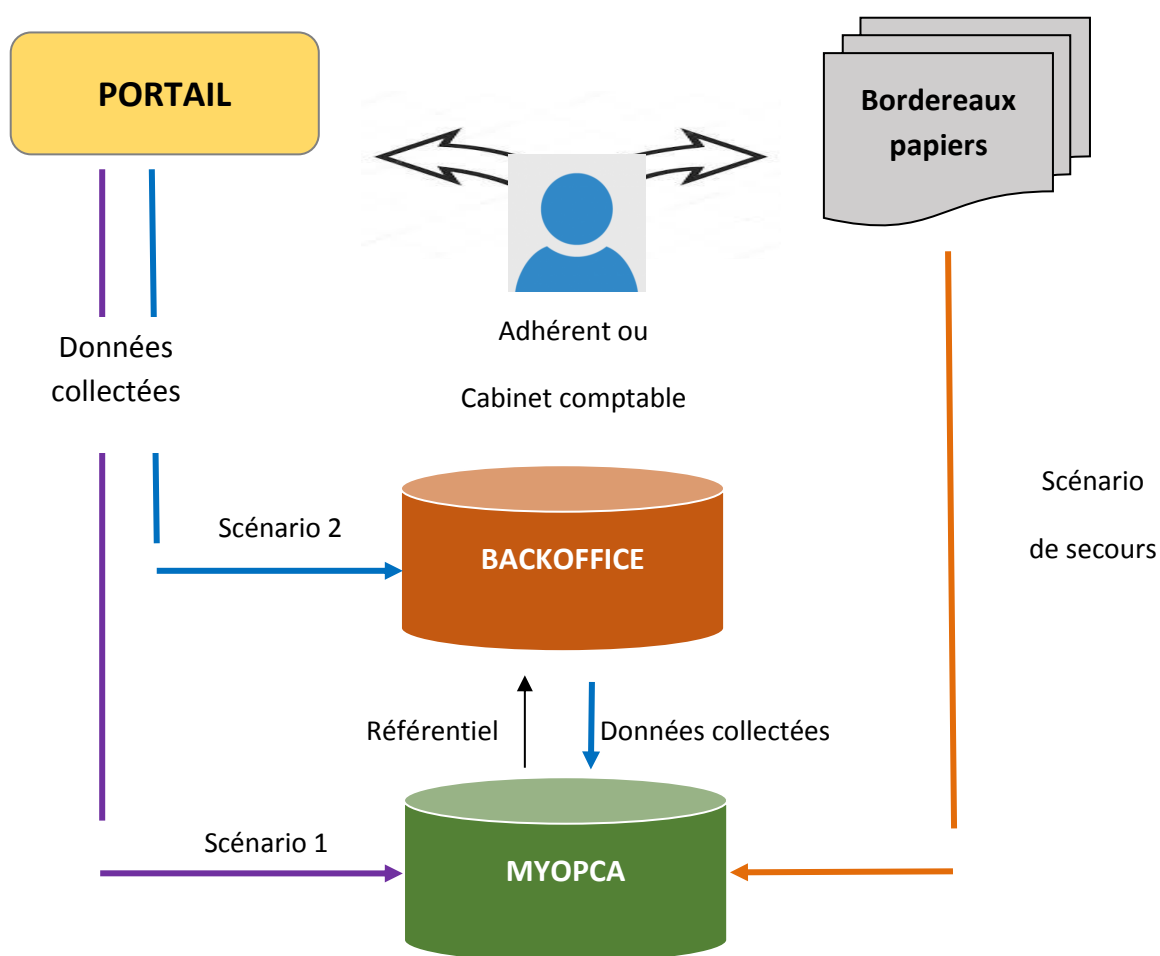 PORTAIL
Bordereaux
papiers
Adhérent ou
Cabinet comptable
Données
collectées
Scénario
de secours
Scénario 2
BACKOFFICE
Référentiel
Données collectées
Scénario 1
MYOPCA